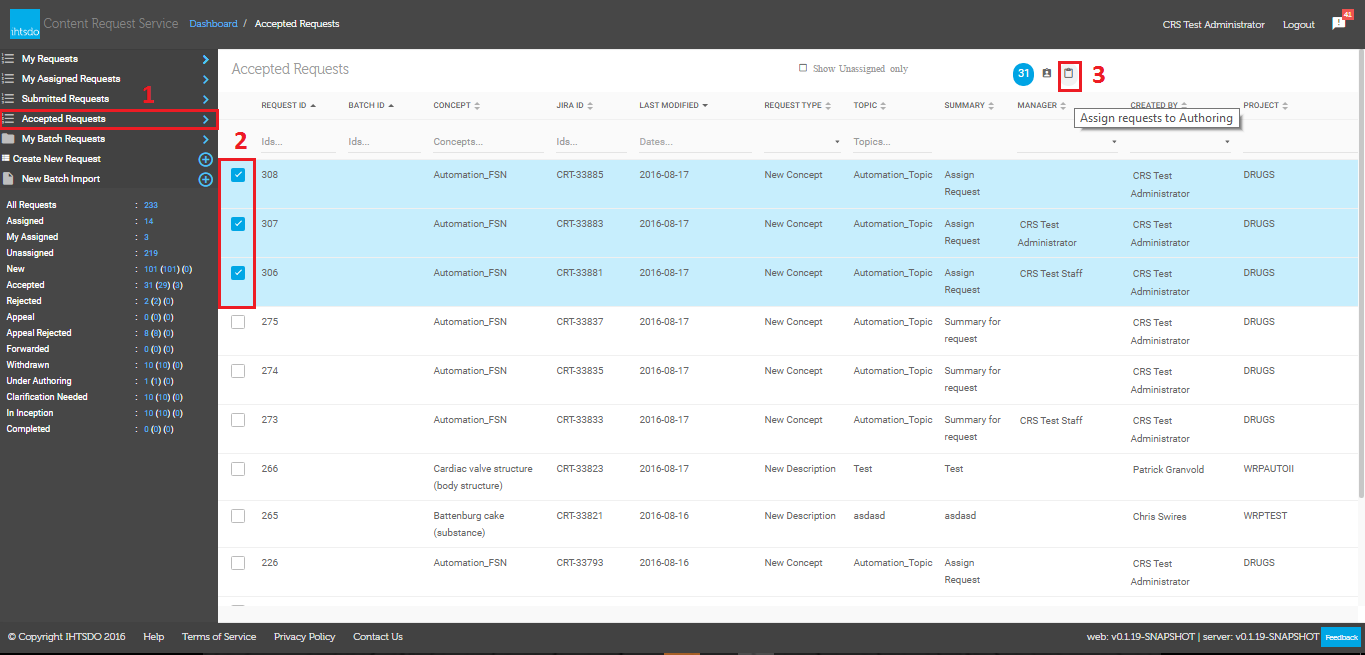 ihtsdo Content Request Service Dashboard / Accepted Requests CRS Test Administrator Logout 41
My Requests
My Assigned Requests
Submitted Requests 1
Accepted Requests
My Batch Requests
Create New Request
New Batch Import
All Requests : 233
Assigned : 14
My Assigned : 3
Unassigned : 219
New : 101 (101) (0)
Accepted : 31 (29) (3)
Rejected : 2 (2) (0)
Appeal : 0 (0) (0)
Appeal Rejected : 8 (8) (0)
Forwarded : 0 (0) (0)
Withdrawn : 10 (10) (0)
Under Authoring : 1 (1) (0)
Clarification Needed : 10 (10) (0)
In Inception : 10 (10) (0)
Completed : 0 (0) (0)
Accepted Requests Show Unassigned only 31 3
REQUEST ID BATCH ID CONCEPT JIRA ID LAST MODIFIED REQUEST TYPE TOPIC SUMMARY MANAGER CREATED BY PROJECT
Assign requests to Authoring
2 Ids... Ids... Concepts... Ids... Dates... Topics...
308 Automation_FSN CRT-33885 2016-08-17 New Concept Automation_Topic Assign CRS Test DRUGS
Request Administrator
307 Automation_FSN CRT-33883 2016-08-17 New Concept Automation_Topic Assign CRS Test CRS Test DRUGS
Request Administrator Administrator
306 Automation_FSN CRT-33881 2016-08-17 New Concept Automation_Topic Assign CRS Test Staff CRS Test DRUGS
Request Administrator
275 Automation_FSN CRT-33837 2016-08-17 New Concept Automation_Topic Summary for CRS Test DRUGS
request Administrator
274 Automation_FSN CRT-33835 2016-08-17 New Concept Automation_Topic Summary for CRS Test DRUGS
request Administrator
273 Automation_FSN CRT-33833 2016-08-17 New Concept Automation_Topic Summary for CRS Test Staff CRS Test DRUGS
request Administrator
266 Cardiac valve structure CRT-33823 2016-08-17 New Description Test Test Patrick Granvold WRPAUTOII
(body structure)
265 Battenburg cake CRT-33821 2016-08-16 New Description asdasd asdasd Chris Swires WRPTEST
(substance)
226 Automation_FSN CRT-33793 2016-08-16 New Concept Automation_Topic Assign CRS Test DRUGS
Request Administrator
© Copyright IHTSDO 2016 Help Terms of Service Privacy Policy Contact Us web: v0.1.19-SNAPSHOT | server: v0.1.19-SNAPSHOT Feedback